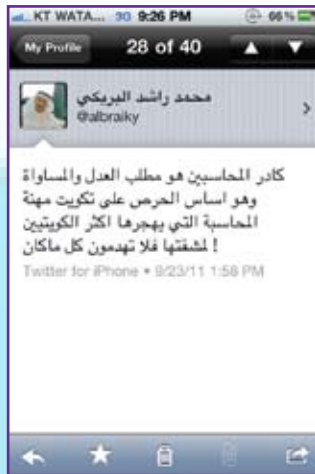 KT WATA... 3G 9:26 PM 66%
My Profile 28 of 40
محمد راشد البريكي
@albraiky
كادر المحاسبين هو مطلب العدل والمساواة
وهو اساس الحرص على تكويت مهنة
المحاسبة التي يهجرها اكثر الكويتيين
لمشقتها فلا تهدمون كل ماكان !
Twitter for iPhone • 9/23/11 1:58 PM